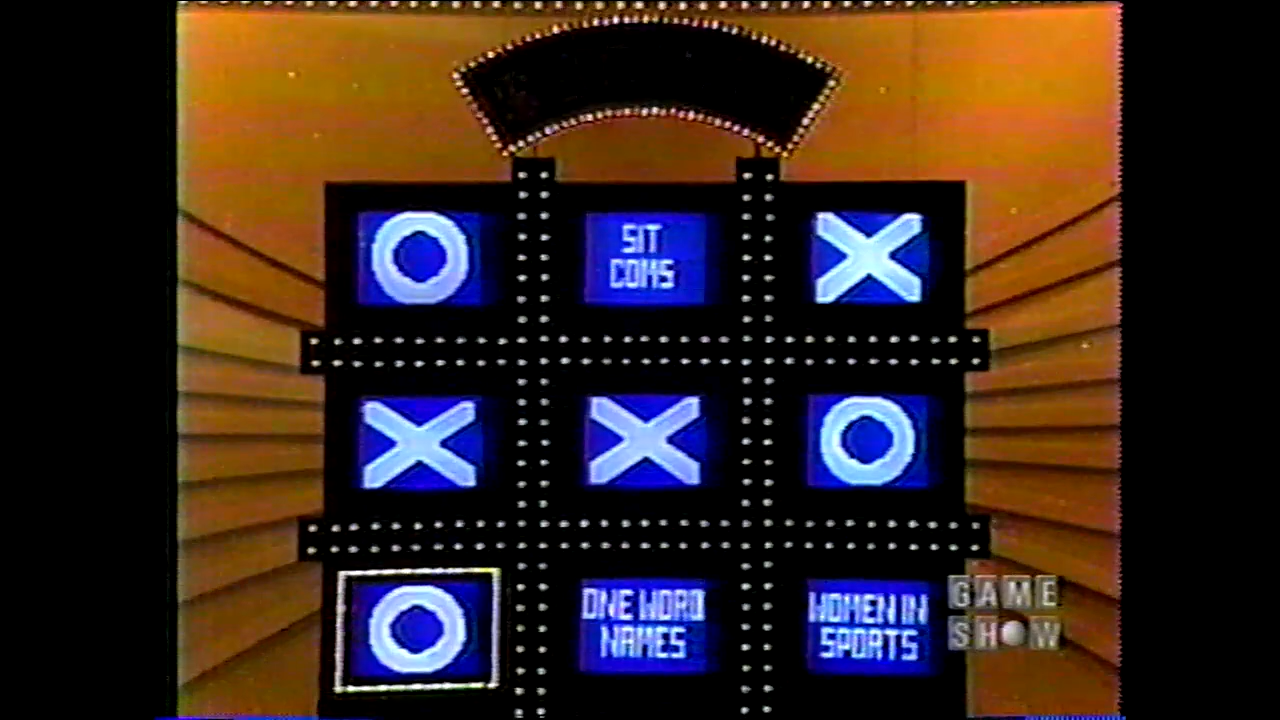 O
SIT
COMS
X
X
X
O
O
ONE WORD
NAMES
WOMEN IN
SPORTS
GAME
SHOW